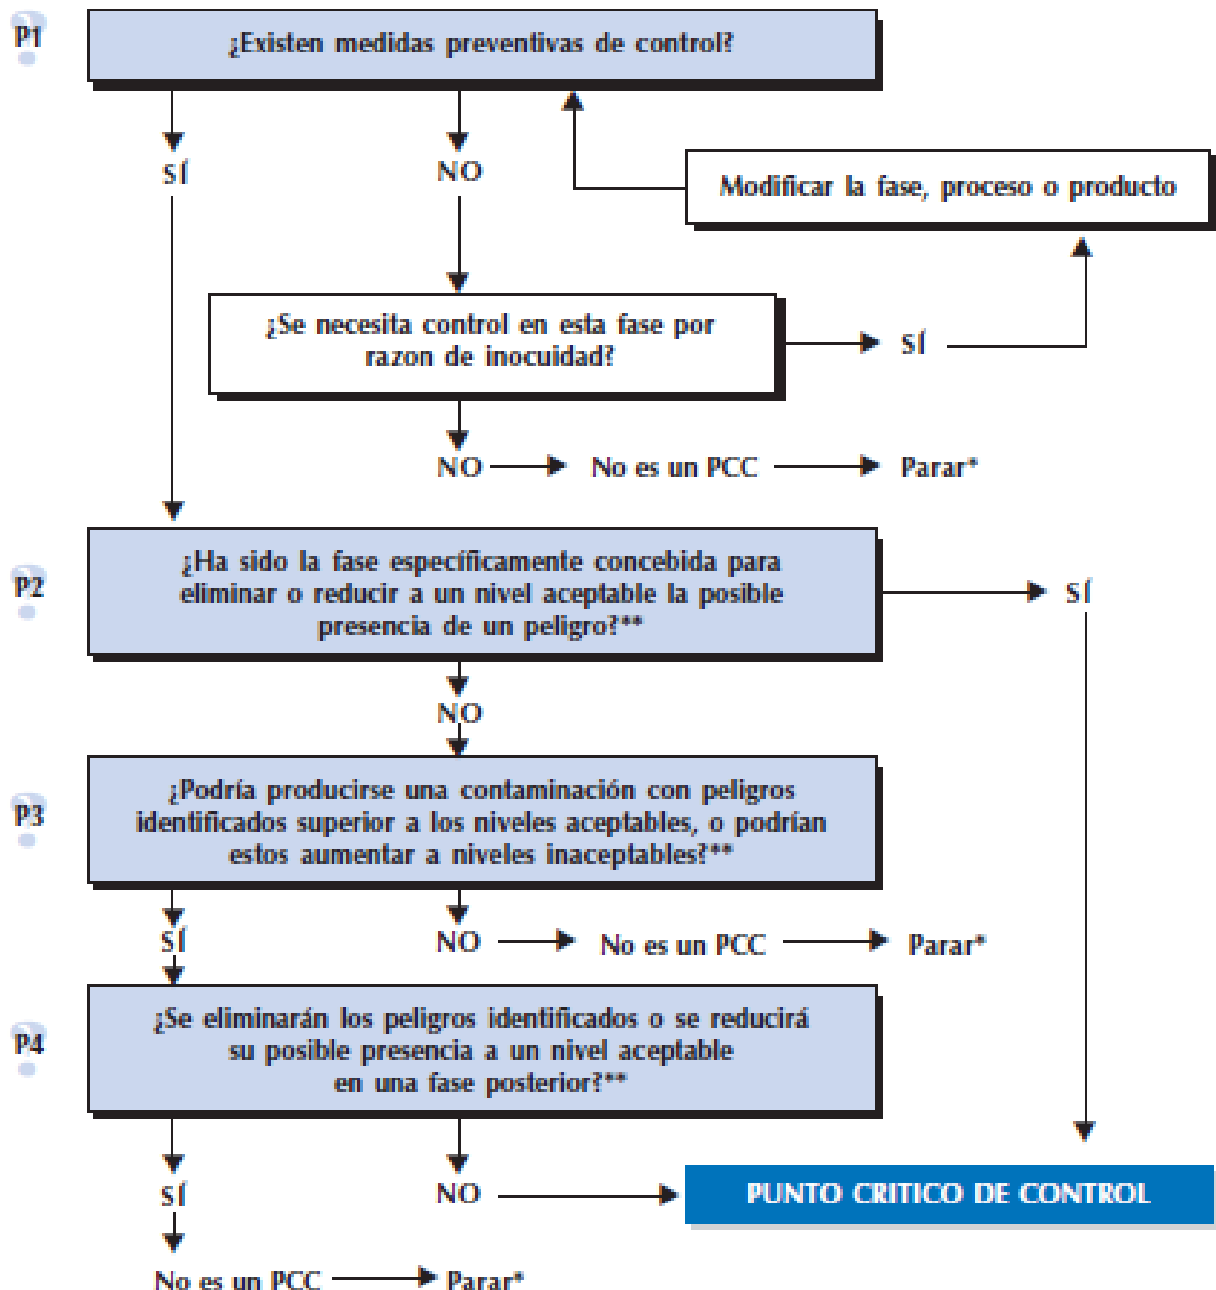 P1
¿Existen medidas preventivas de control?
SÍ
NO
Modificar la fase, proceso o producto
¿Se necesita control en esta fase por
razon de inocuidad?
SÍ
NO
No es un PCC
Parar*
P2
¿Ha sido la fase específicamente concebida para
eliminar o reducir a un nivel aceptable la posible
presencia de un peligro?**
SÍ
NO
P3
¿Podría producirse una contaminación con peligros
identificados superior a los niveles aceptables, o podrían
estos aumentar a niveles inaceptables?**
SÍ
NO
No es un PCC
Parar*
P4
¿Se eliminarán los peligros identificados o se reducirá
su posible presencia a un nivel aceptable
en una fase posterior?**
SÍ
NO
PUNTO CRITICO DE CONTROL
No es un PCC
Parar*